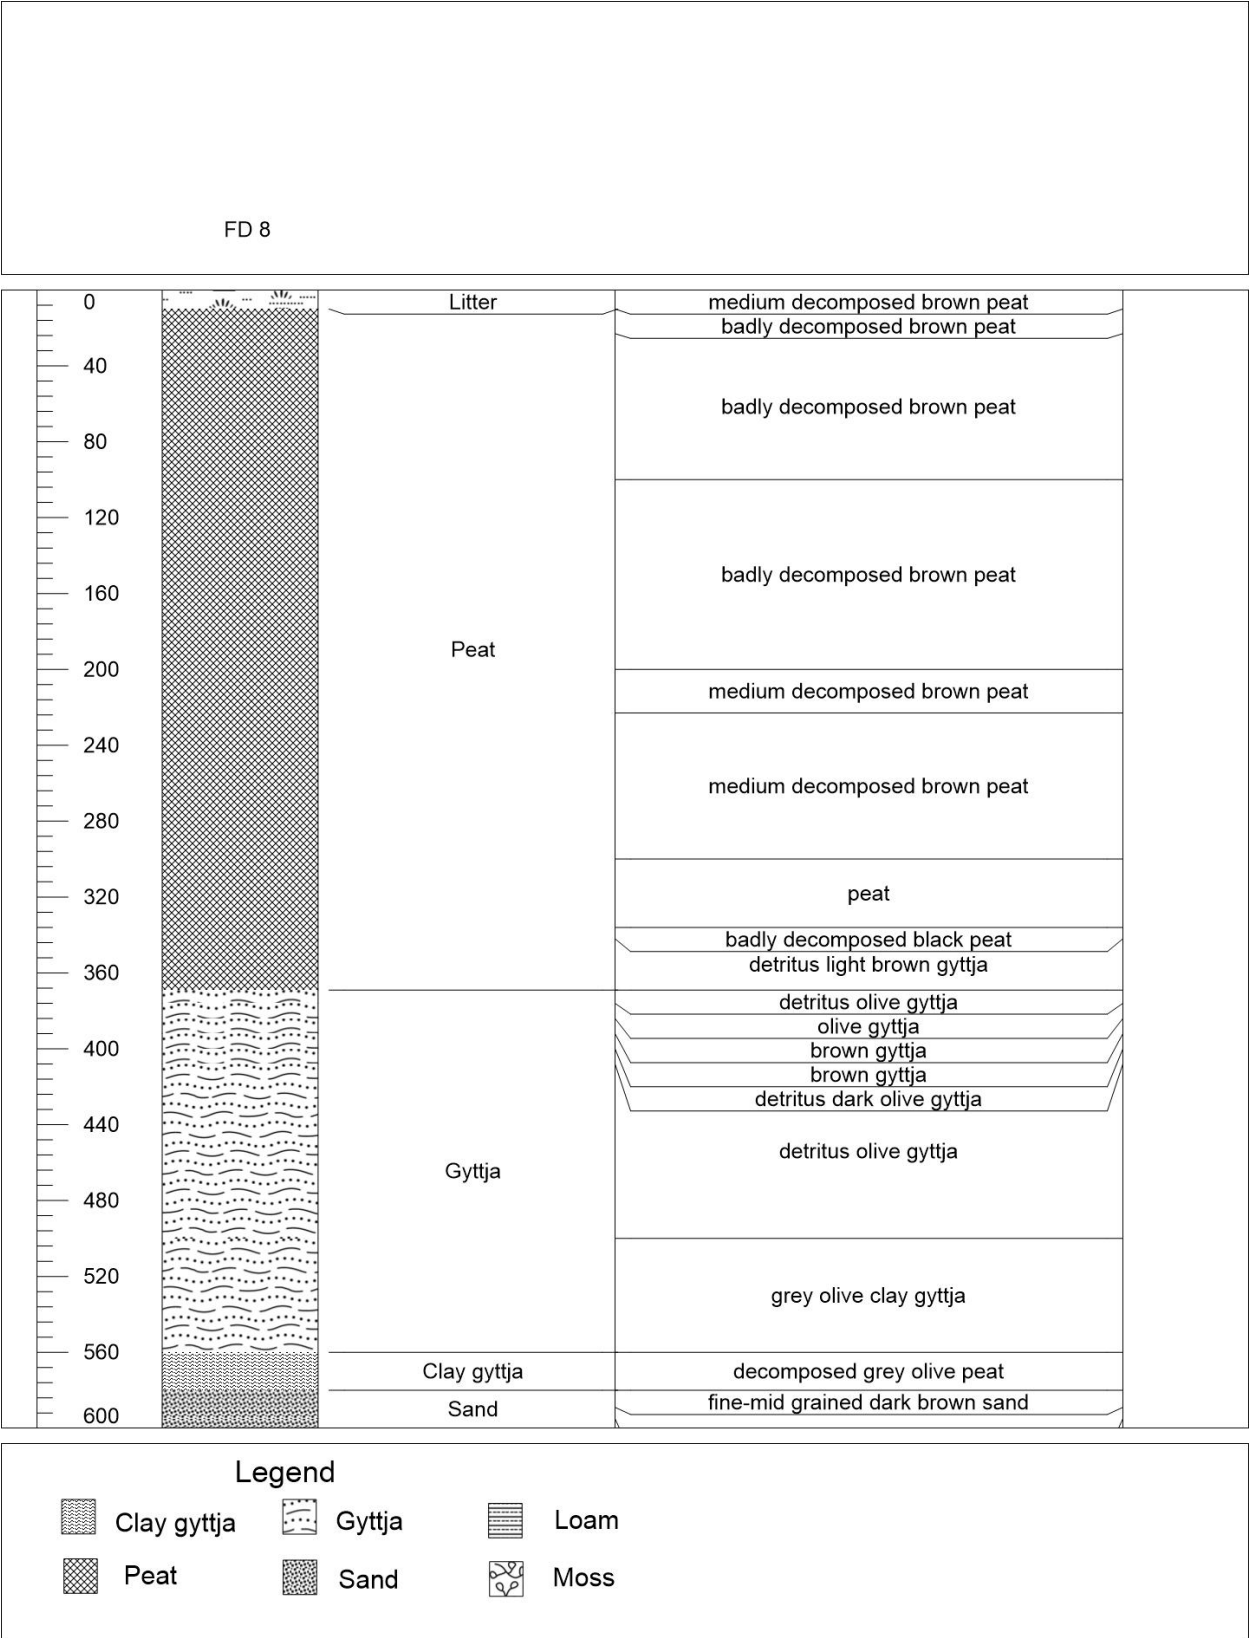 FD 8
0
40
80
120
160
200
240
280
320
360
400
440
480
520
560
600
Litter
Peat
Gyttja
Clay gyttja
Sand
medium decomposed brown peat
badly decomposed brown peat
badly decomposed brown peat
badly decomposed brown peat
medium decomposed brown peat
medium decomposed brown peat
peat
badly decomposed black peat
detritus light brown gyttja
detritus olive gyttja
olive gyttja
brown gyttja
brown gyttja
detritus dark olive gyttja
detritus olive gyttja
grey olive clay gyttja
decomposed grey olive peat
fine-mid grained dark brown sand
Legend
Clay gyttja
Gyttja
Loam
Peat
Sand
Moss